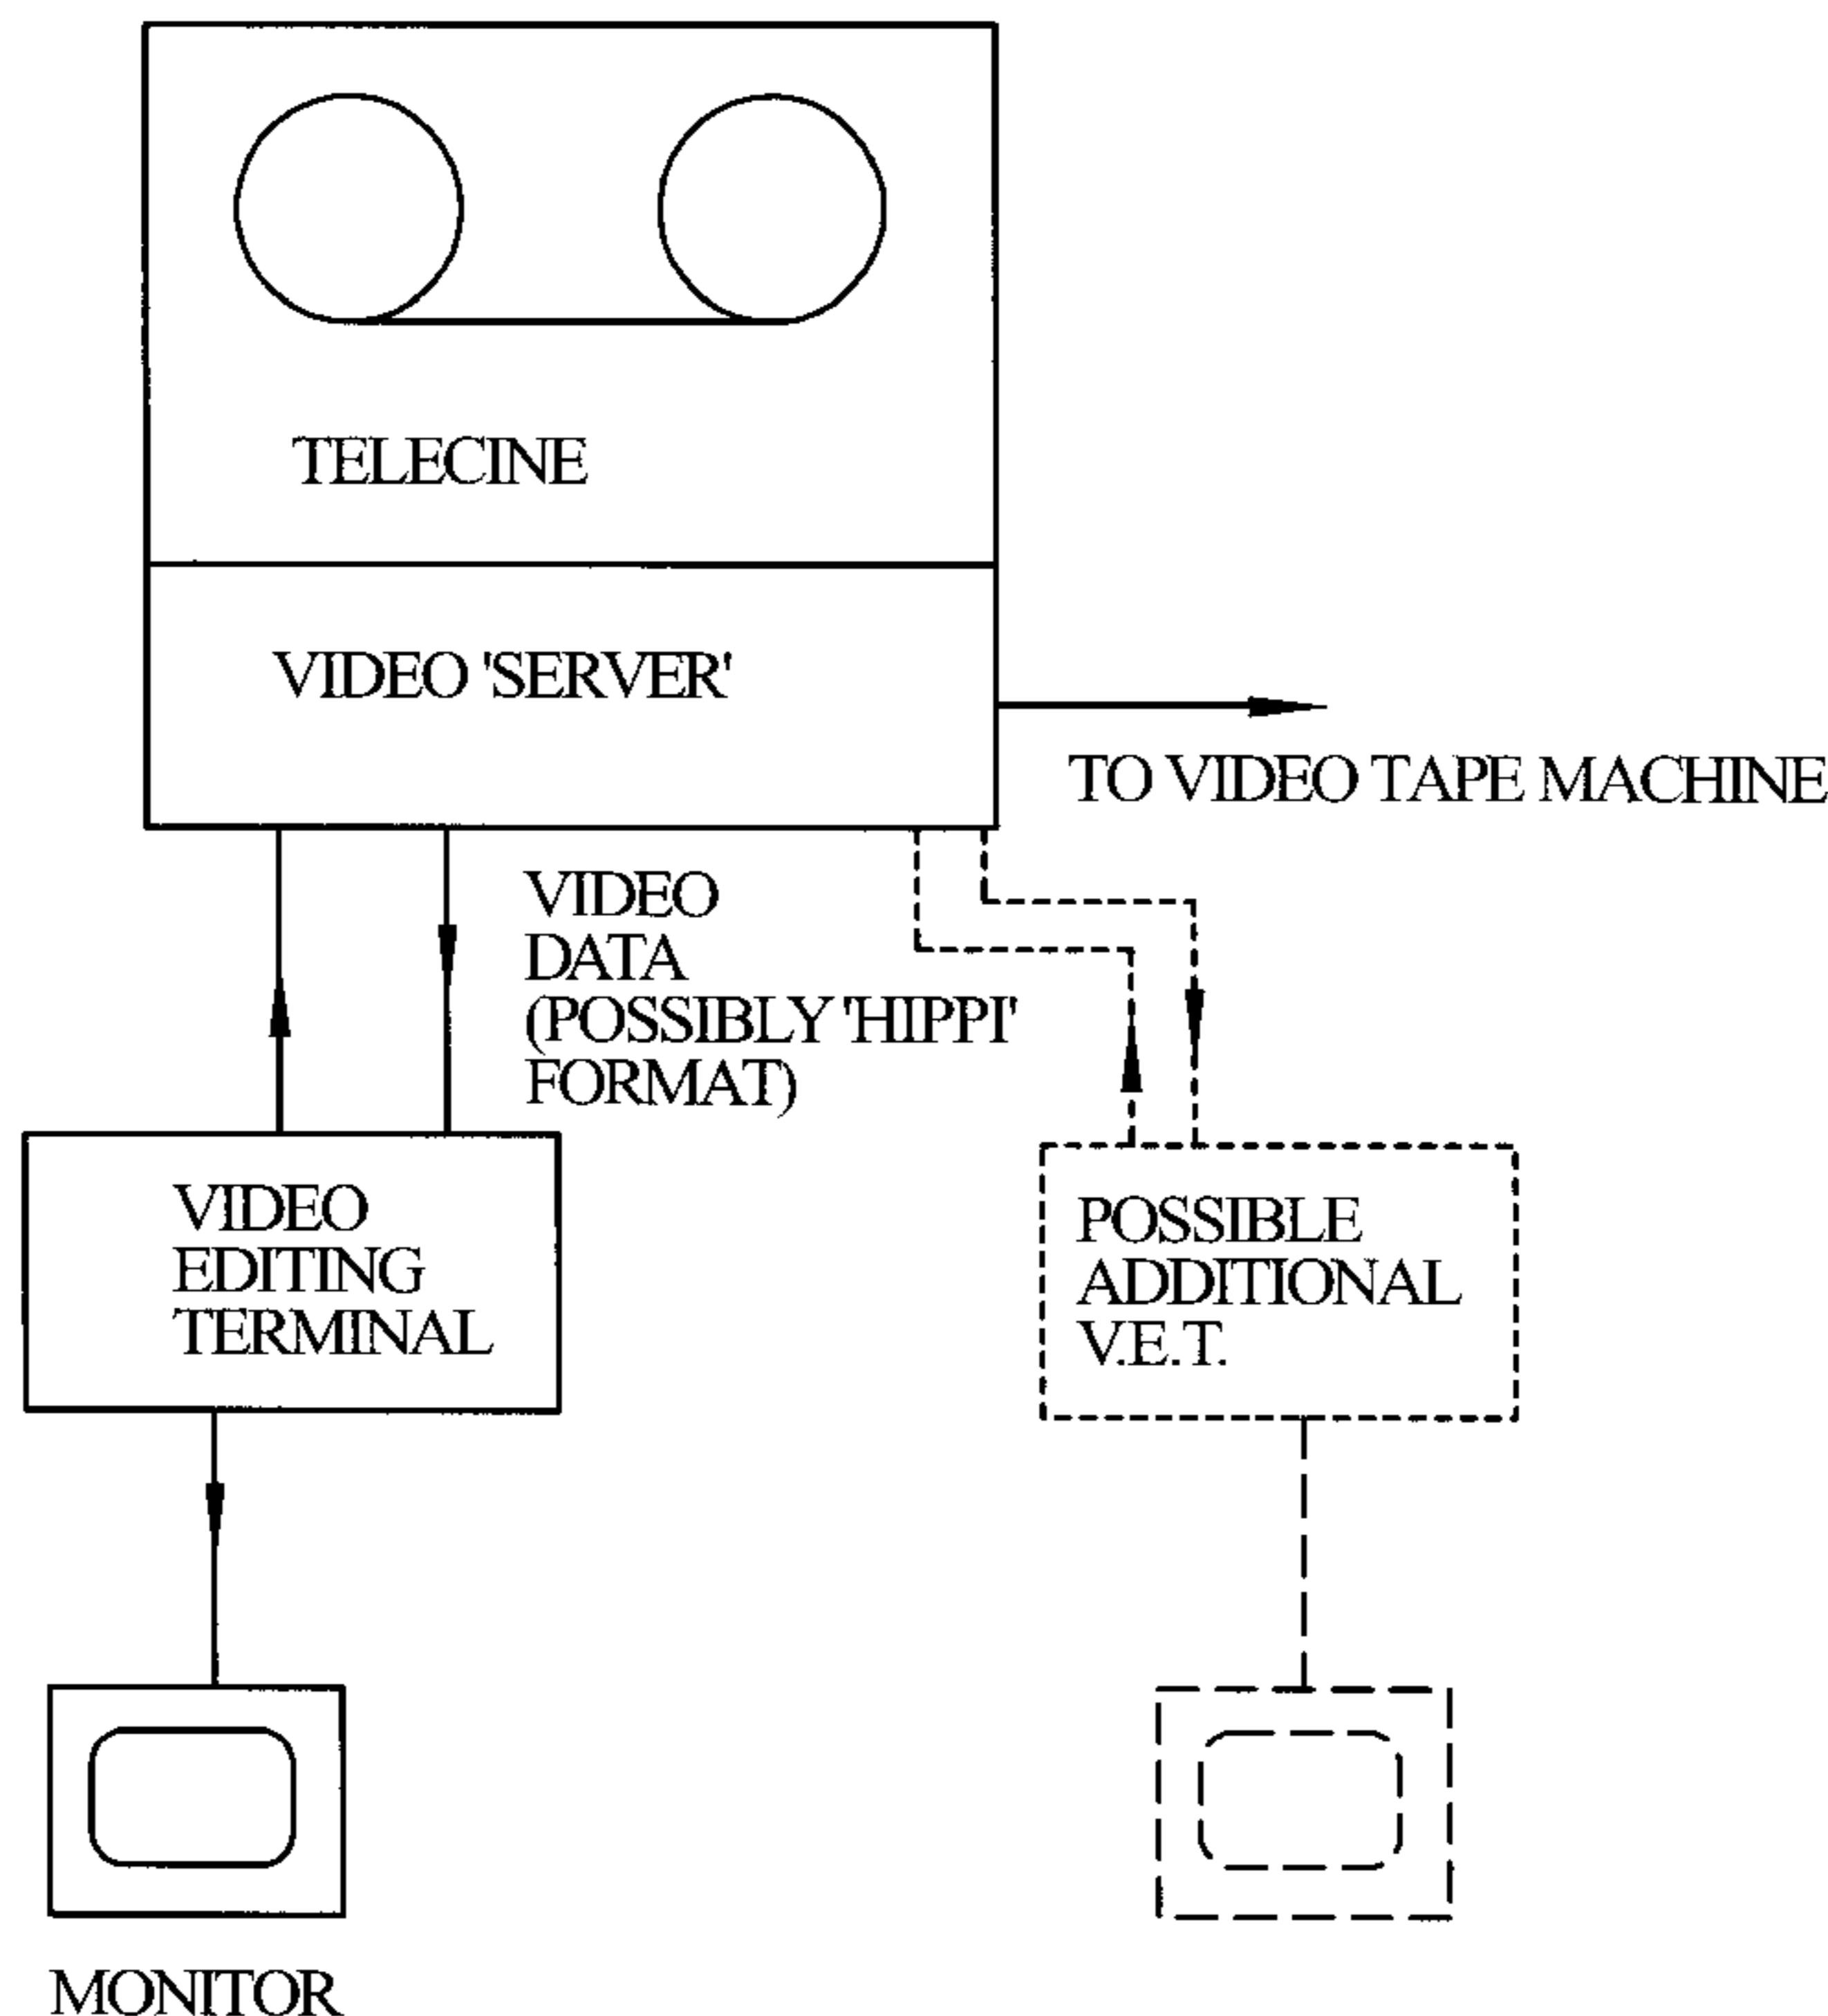 TELECINE
VIDEO 'SERVER'
TO VIDEO TAPE MACHINE
VIDEO
DATA
(POSSIBLY 'HIPPI'
FORMAT)
VIDEO
EDITING
TERMINAL
POSSIBLE
ADDITIONAL
V.E.T.
MONITOR